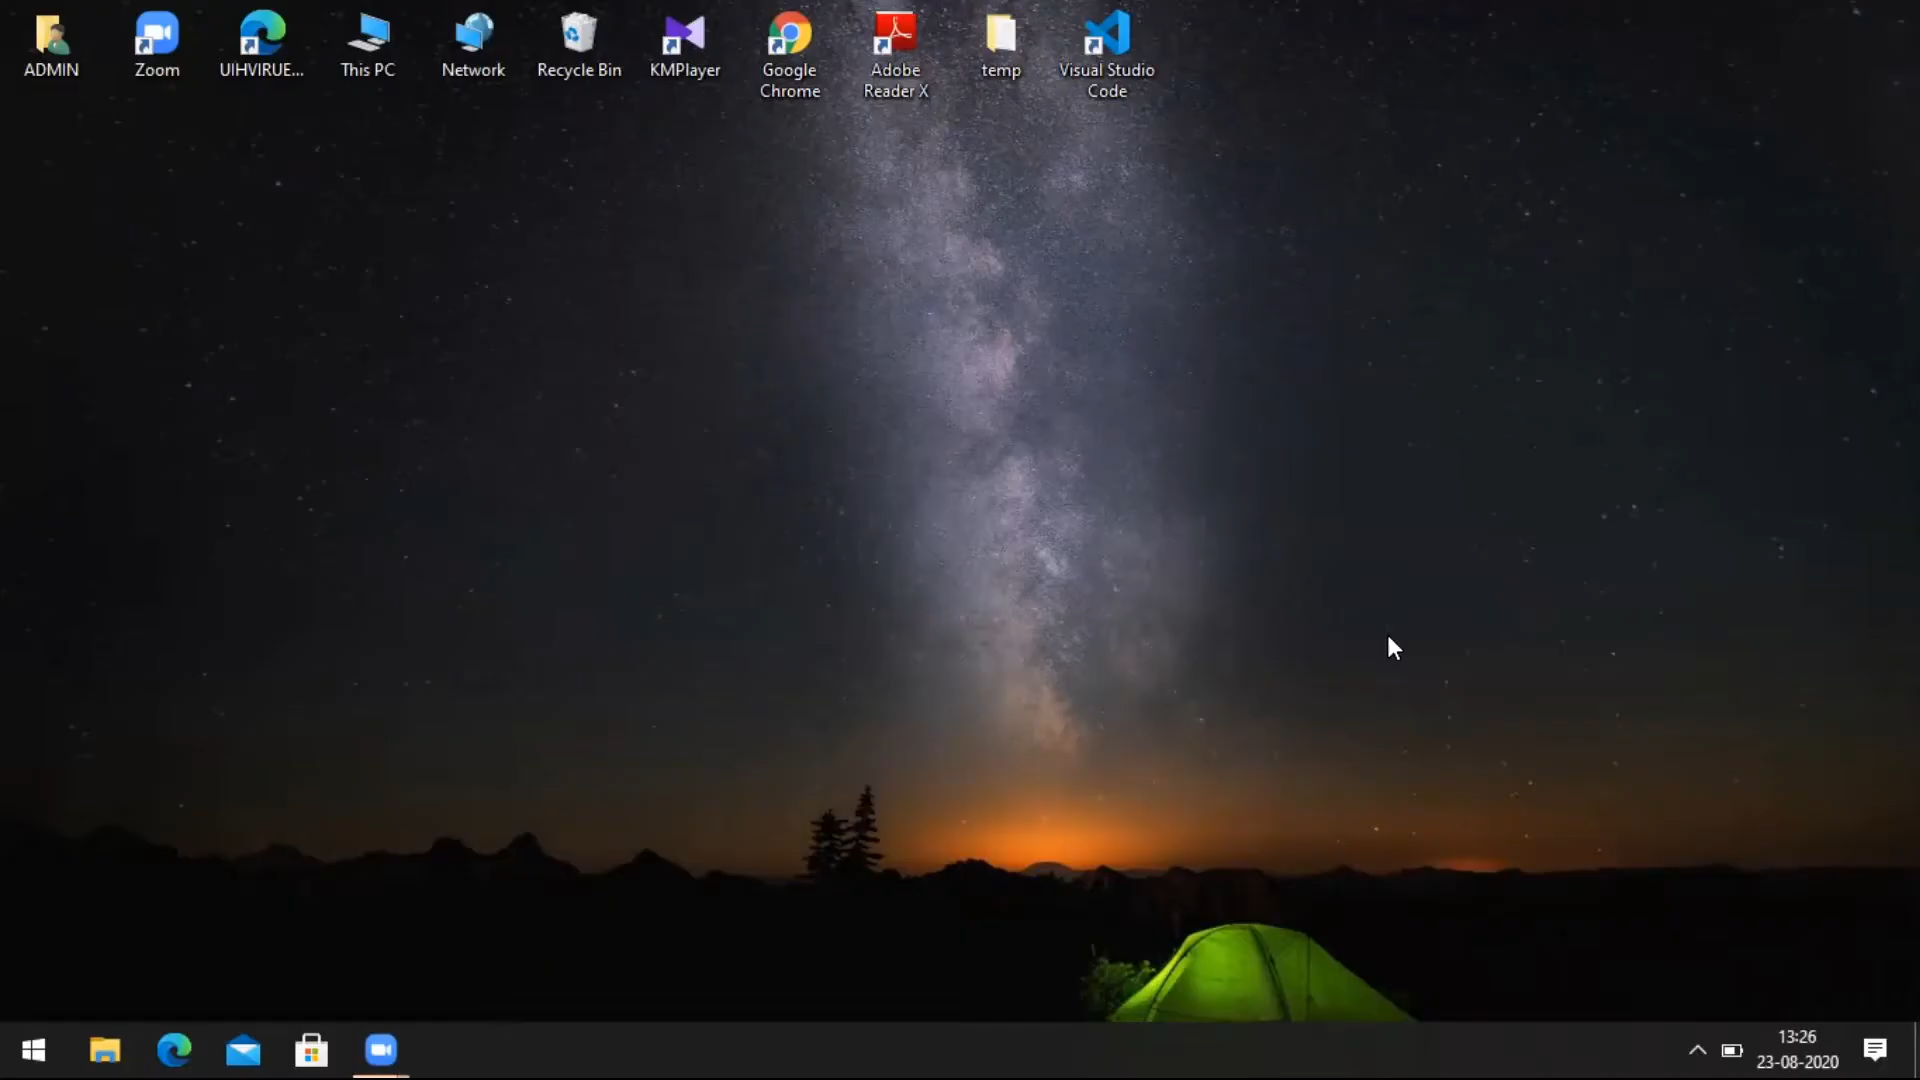 ADMIN
Zoom
UIHVIRUE...
This PC
Network
Recycle Bin
KMPlayer
Google
Chrome
Adobe
Reader X
temp
Visual Studio
Code
13:26
23-08-2020